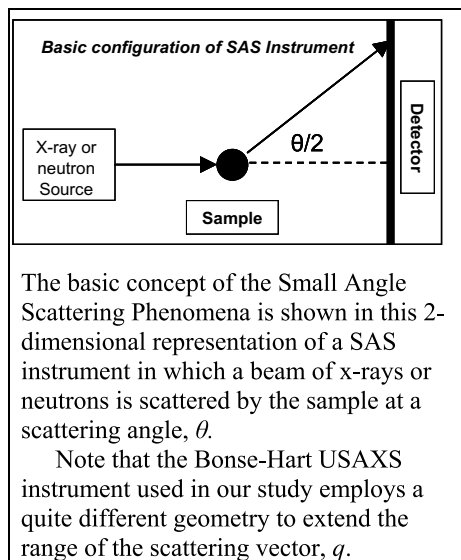 Basic configuration of SAS Instrument
X-ray or
neutron
Source
θ/2
Sample
Detector
The basic concept of the Small Angle
Scattering Phenomena is shown in this 2-
dimensional representation of a SAS
instrument in which a beam of x-rays or
neutrons is scattered by the sample at a
scattering angle, θ.
Note that the Bonse-Hart USAXS
instrument used in our study employs a
quite different geometry to extend the
range of the scattering vector, q.